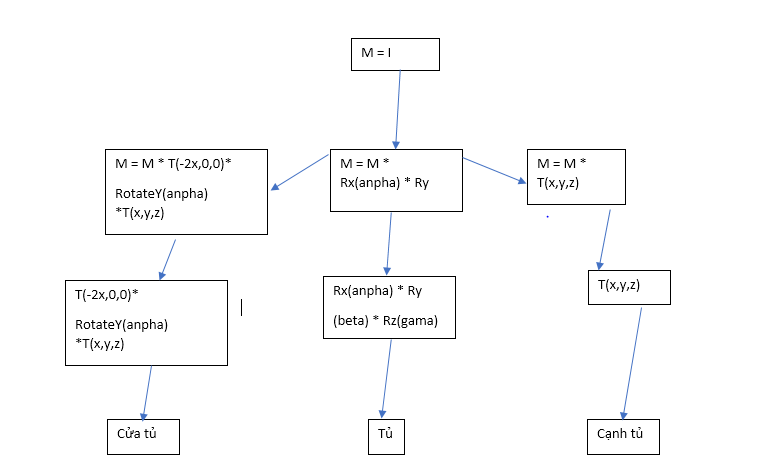 M = I
M = M * T(-2x,0,0)*
RotateY(anpha)
*T(x,y,z)
M = M *
Rx(anpha) * Ry
M = M *
T(x,y,z)
T(-2x,0,0)*
RotateY(anpha)
*T(x,y,z)
Rx(anpha) * Ry
(beta) * Rz(gama)
T(x,y,z)
Cửa tủ
Tủ
Cạnh tủ